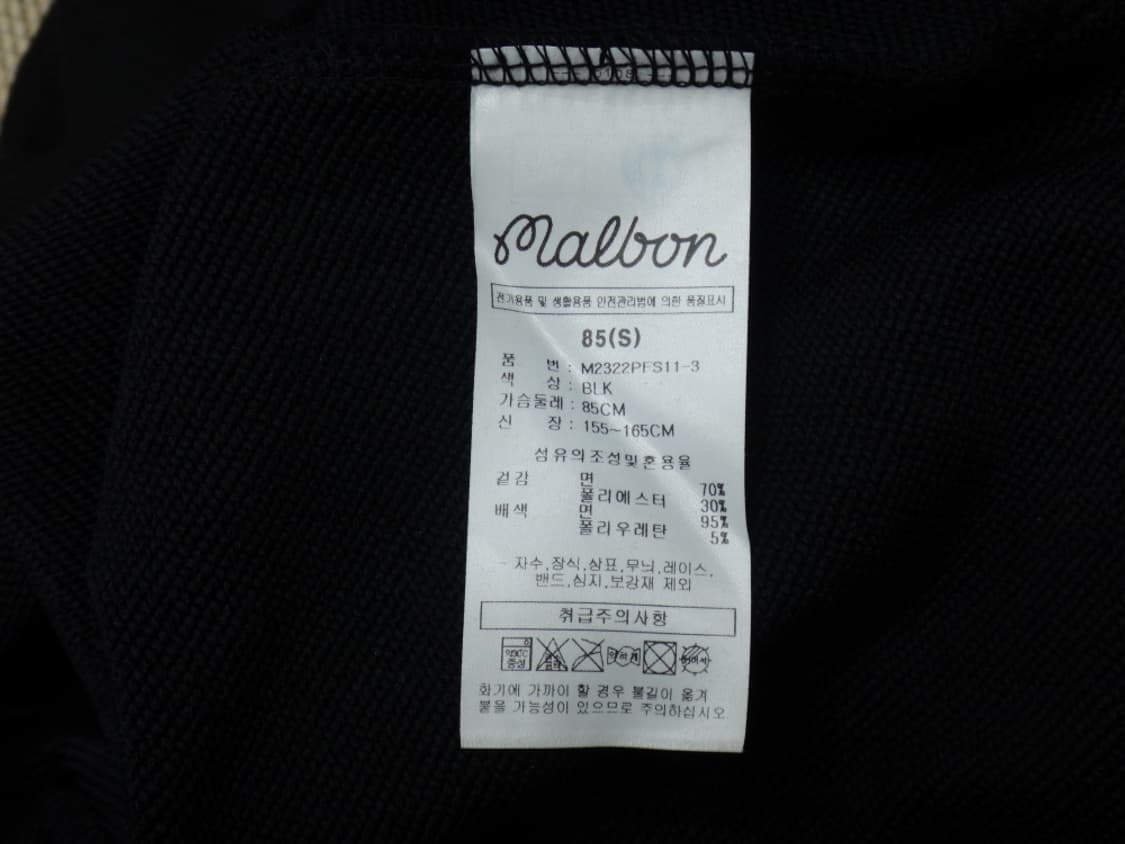 malbon
전기용품 및 생활용품 안전관리법에 의한 품질표시
85(S)
품 번 : M2322PFS11-3
색 상 : BLK
가슴둘레 : 85CM
신 장 : 155~165CM
섬유의조성및혼용율
겉감 면 70%
폴리에스터 30%
배색 면 95%
폴리우레탄 5%
- 자수,장식,상표,무늬,레이스,
밴드,심지,보강재 제외
취급주의사항
중성 약하게
화기에 가까이 할 경우 불길이 옮겨
붙을 가능성이 있으므로 주의하십시오